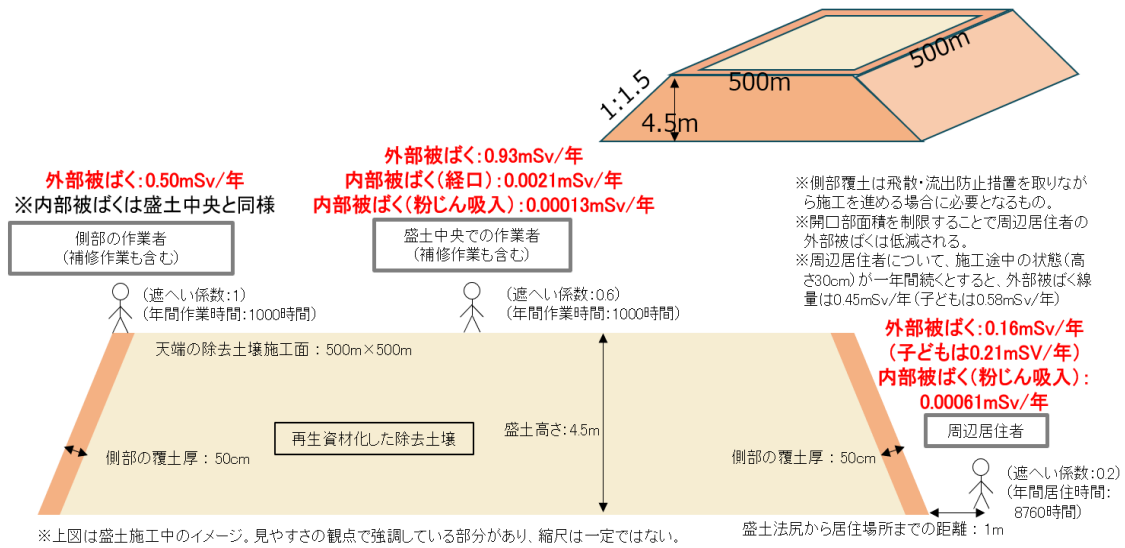 500m
500m
1:1.5
4.5m
外部被ばく:0.50mSv/年
※内部被ばくは盛土中央と同様
側部の作業者
(補修作業も含む)
(遮へい係数:1)
(年間作業時間:1000時間)
外部被ばく:0.93mSv/年
内部被ばく(経口):0.0021mSv/年
内部被ばく(粉じん吸入):0.00013mSv/年
盛土中央での作業者
(補修作業も含む)
(遮へい係数:0.6)
(年間作業時間:1000時間)
※側部覆土は飛散・流出防止措置を取りなが
ら施工を進める場合に必要となるもの。
※開口部面積を制限することで周辺居住者の
外部被ばくは低減される。
※周辺居住者について、施工途中の状態(高
さ30cm)が一年間続くとすると、外部被ばく線
量は0.45mSv/年(子どもは0.58mSv/年)
外部被ばく:0.16mSv/年
(子どもは0.21mSV/年)
内部被ばく(粉じん吸入):
0.00061mSv/年
周辺居住者
(遮へい係数:0.2)
(年間居住時間:
8760時間)
天端の除去土壌施工面:500m×500m
再生資材化した除去土壌
盛土高さ:4.5m
側部の覆土厚:50cm
側部の覆土厚:50cm
盛土法尻から居住場所までの距離:1m
※上図は盛土施工中のイメージ。見やすさの観点で強調している部分があり、縮尺は一定ではない。